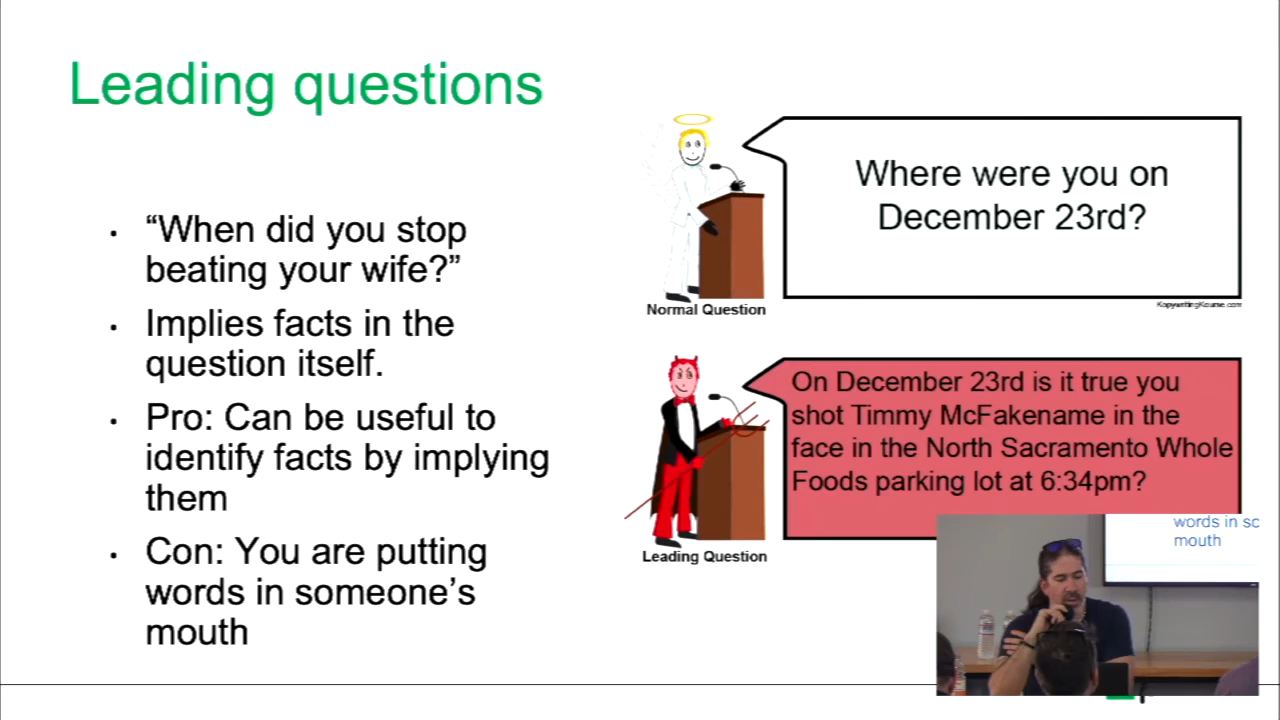 Leading questions
“When did you stop
beating your wife?”
Implies facts in the
question itself.
Pro: Can be useful to
identify facts by implying
them
Con: You are putting
words in someone’s
mouth
Where were you on
December 23rd?
Normal Question
KopywritingKourse.com
On December 23rd is it true you
shot Timmy McFakename in the
face in the North Sacramento Whole
Foods parking lot at 6:34pm?
Leading Question
words in sc
mouth